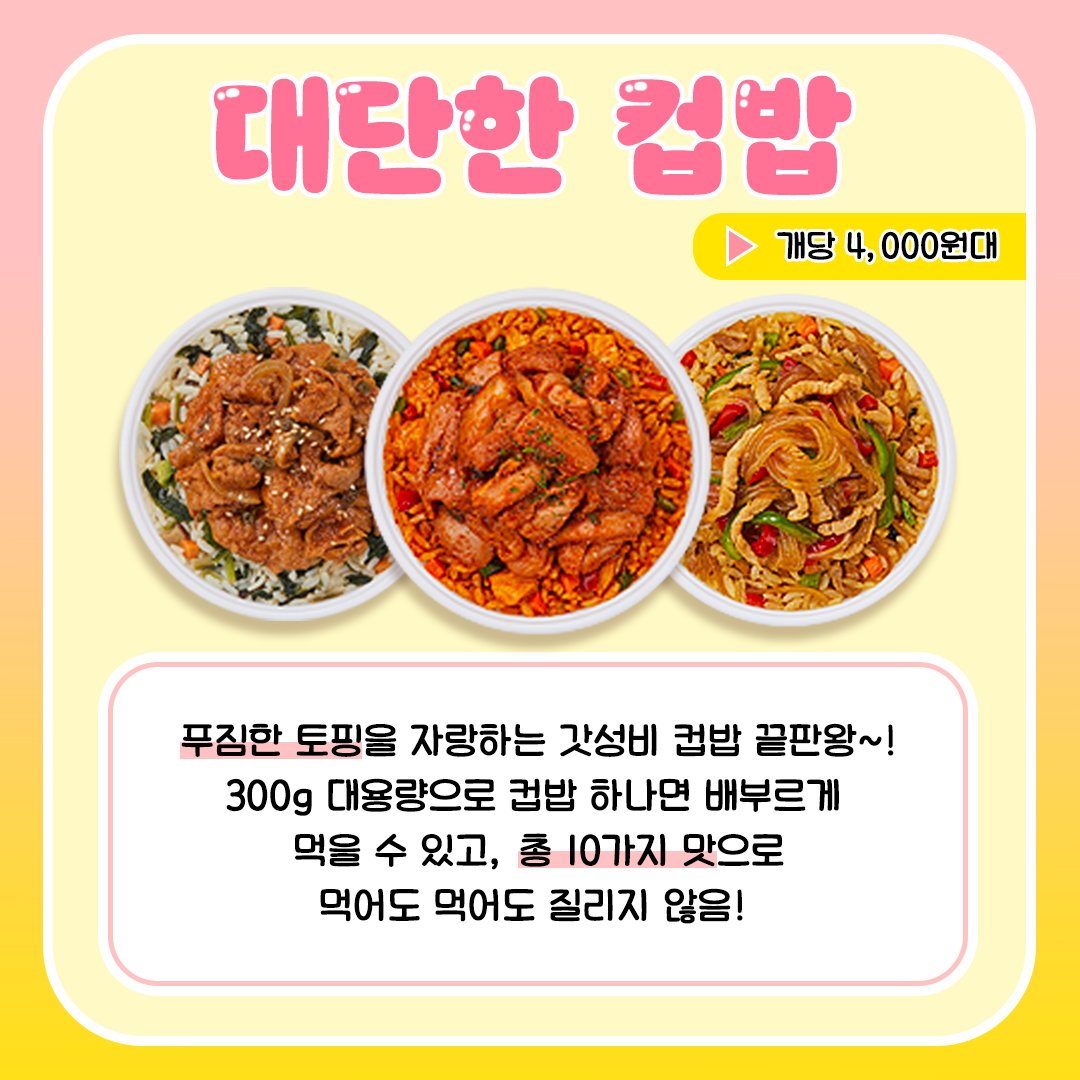 대단한 컵밥
개당 4,000원대
푸짐한 토핑을 자랑하는 갓성비 컵밥 끝판왕~!
300g 대용량으로 컵밥 하나면 배부르게
먹을 수 있고, 총 10가지 맛으로
먹어도 먹어도 질리지 않음!